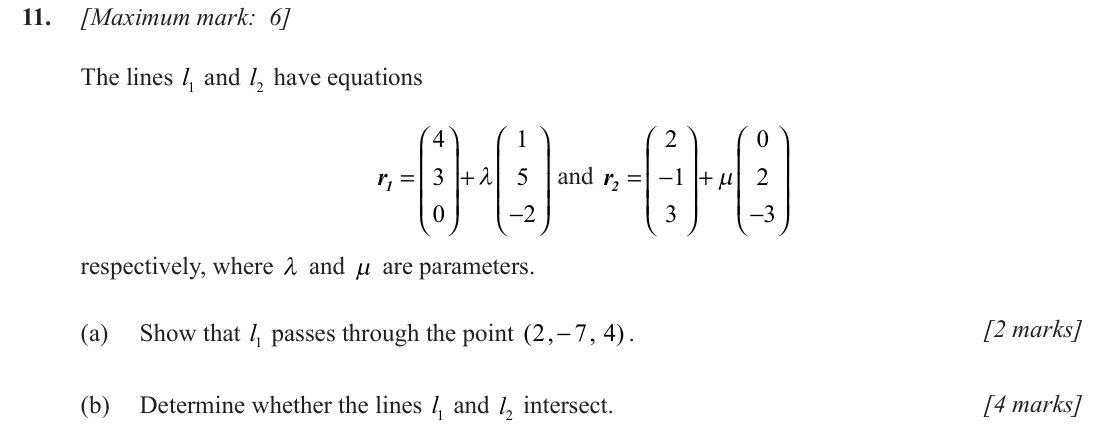 11. [Maximum mark: 6]
The lines l₁ and l₂ have equations
r₁ = (4, 3, 0) + λ (1, 5, −2) and r₂ = (2, −1, 3) + μ (0, 2, −3)
respectively, where λ and μ are parameters.
(a) Show that l₁ passes through the point (2, −7, 4). [2 marks]
(b) Determine whether the lines l₁ and l₂ intersect. [4 marks]